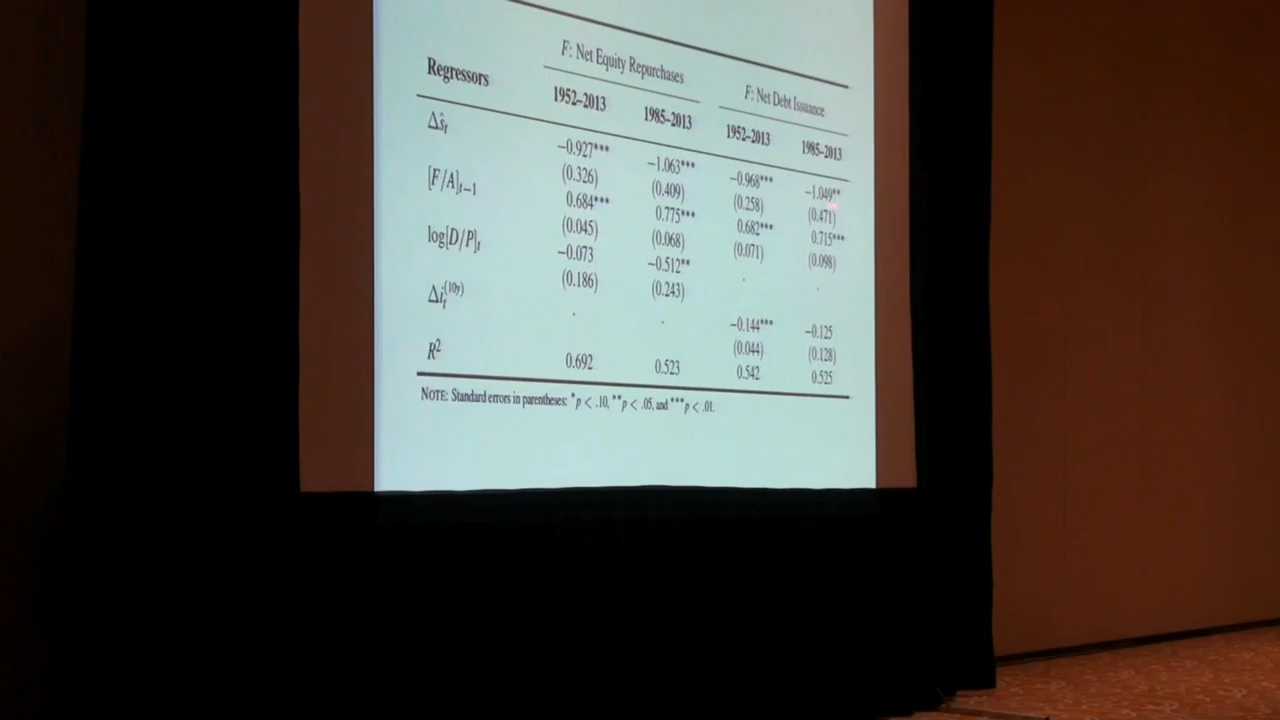 F: Net Equity Repurchases F: Net Debt Issuance
Regressors 1952–2013 1985–2013 1952–2013 1985–2013
Δŝ_t −0.927*** −1.063*** −0.968*** −1.049**
(0.326) (0.409) (0.258) (0.471)
[F/A]_t−1 0.684*** 0.775*** 0.682*** 0.715***
(0.045) (0.068) (0.071) (0.098)
log[D/P]_t −0.073 −0.512** . .
(0.186) (0.243)
Δi_t^(10y) . . −0.144*** −0.125
(0.044) (0.128)
R² 0.692 0.523 0.542 0.525
NOTE: Standard errors in parentheses: *p < .10, **p < .05, and ***p < .01.